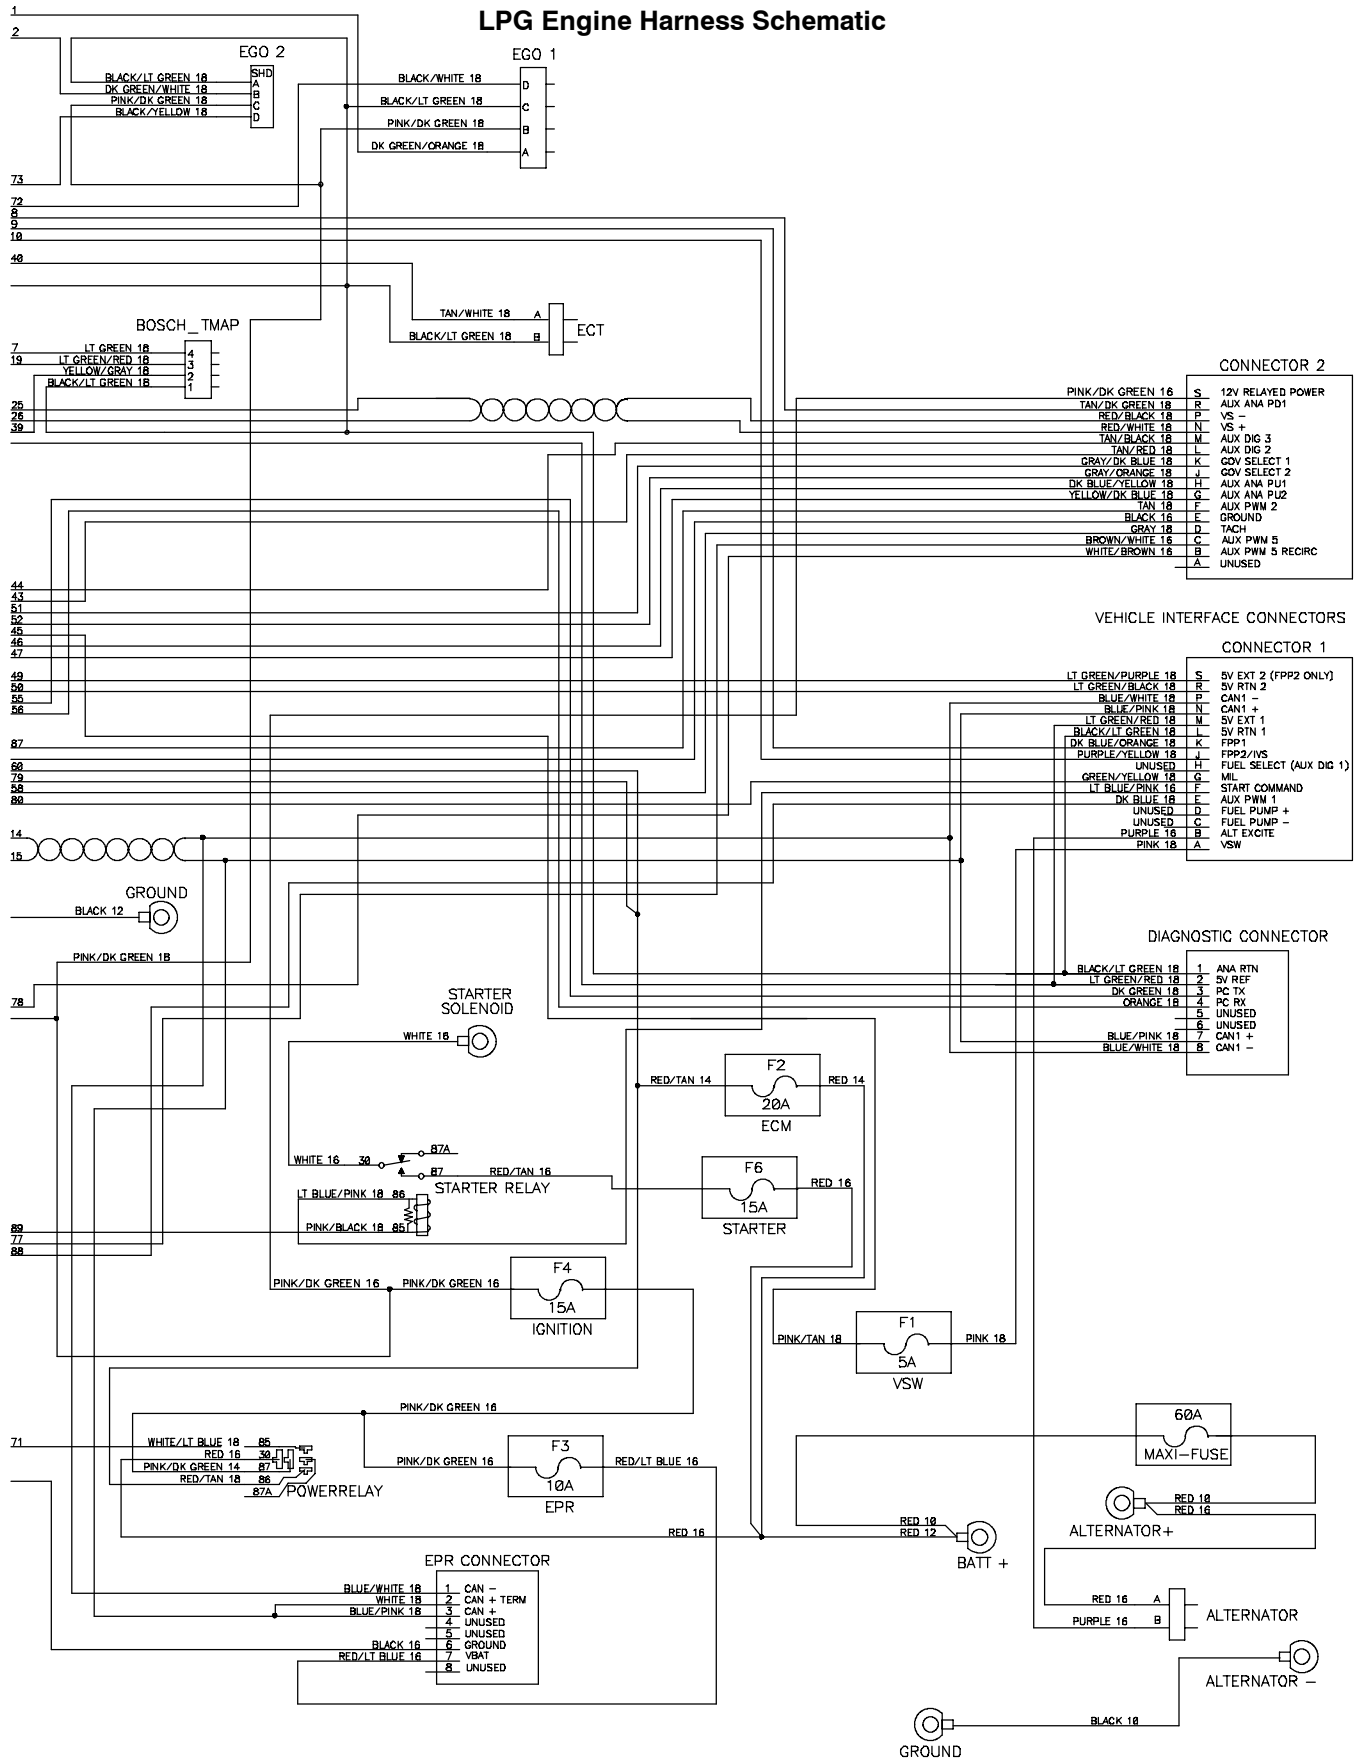 LPG Engine Harness Schematic
1
2
EGO 2
SHD
BLACK/LT GREEN 18 A
DK GREEN/WHITE 18 B
PINK/DK GREEN 18 C
BLACK/YELLOW 18 D
EGO 1
BLACK/WHITE 18 D
BLACK/LT GREEN 18 C
PINK/DK GREEN 18 B
DK GREEN/ORANGE 18 A
73
72
8
9
10
40
TAN/WHITE 18 A
BLACK/LT GREEN 18 B
ECT
BOSCH_TMAP
7 LT GREEN 18 4
19 LT GREEN/RED 18 3
YELLOW/GRAY 18 2
BLACK/LT GREEN 18 1
25
26
39
CONNECTOR 2
PINK/DK GREEN 16 S 12V RELAYED POWER
TAN/DK GREEN 18 R AUX ANA PD1
RED/BLACK 18 P VS -
RED/WHITE 18 N VS +
TAN/BLACK 18 M AUX DIG 3
TAN/RED 18 L AUX DIG 2
GRAY/DK BLUE 18 K GOV SELECT 1
GRAY/ORANGE 18 J GOV SELECT 2
DK BLUE/YELLOW 18 H AUX ANA PU1
YELLOW/DK BLUE 18 G AUX ANA PU2
TAN 18 F AUX PWM 2
BLACK 16 E GROUND
GRAY 18 D TACH
BROWN/WHITE 16 C AUX PWM 5
WHITE/BROWN 16 B AUX PWM 5 RECIRC
A UNUSED
44
43
51
52
45
46
47
49
50
55
56
87
60
79
58
80
14
15
VEHICLE INTERFACE CONNECTORS
CONNECTOR 1
LT GREEN/PURPLE 18 S 5V EXT 2 (FPP2 ONLY)
LT GREEN/BLACK 18 R 5V RTN 2
BLUE/WHITE 18 P CAN1 -
BLUE/PINK 18 N CAN1 +
LT GREEN/RED 18 M 5V EXT 1
BLACK/LT GREEN 18 L 5V RTN 1
DK BLUE/ORANGE 18 K FPP1
PURPLE/YELLOW 18 J FPP2/IVS
UNUSED H FUEL SELECT (AUX DIG 1)
GREEN/YELLOW 18 G MIL
LT BLUE/PINK 16 F START COMMAND
DK BLUE 18 E AUX PWM 1
UNUSED D FUEL PUMP +
UNUSED C FUEL PUMP -
PURPLE 16 B ALT EXCITE
PINK 18 A VSW
GROUND
BLACK 12
PINK/DK GREEN 18
78
DIAGNOSTIC CONNECTOR
BLACK/LT GREEN 18 1 ANA RTN
LT GREEN/RED 18 2 5V REF
DK GREEN 18 3 PC TX
ORANGE 18 4 PC RX
5 UNUSED
6 UNUSED
BLUE/PINK 18 7 CAN1 +
BLUE/WHITE 18 8 CAN1 -
STARTER
SOLENOID
WHITE 16
RED/TAN 14
F2
20A
RED 14
ECM
WHITE 16 30
87A
87 RED/TAN 16
STARTER RELAY
LT BLUE/PINK 18 86
PINK/BLACK 18 85
F6
15A
RED 16
STARTER
89
77
88
PINK/DK GREEN 16
PINK/DK GREEN 16
F4
15A
IGNITION
PINK/TAN 18
F1
5A
PINK 18
VSW
PINK/DK GREEN 16
71
WHITE/LT BLUE 18 85
RED 16 30
PINK/DK GREEN 14 87
RED/TAN 18 86
87A
POWERRELAY
PINK/DK GREEN 16
F3
10A
RED/LT BLUE 16
EPR
60A
MAXI-FUSE
RED 10
RED 16
ALTERNATOR+
RED 16
RED 10
RED 12
BATT +
EPR CONNECTOR
BLUE/WHITE 18 1 CAN -
WHITE 18 2 CAN + TERM
BLUE/PINK 18 3 CAN +
4 UNUSED
5 UNUSED
BLACK 16 6 GROUND
RED/LT BLUE 16 7 VBAT
8 UNUSED
RED 16 A
PURPLE 16 B
ALTERNATOR
ALTERNATOR -
BLACK 10
GROUND